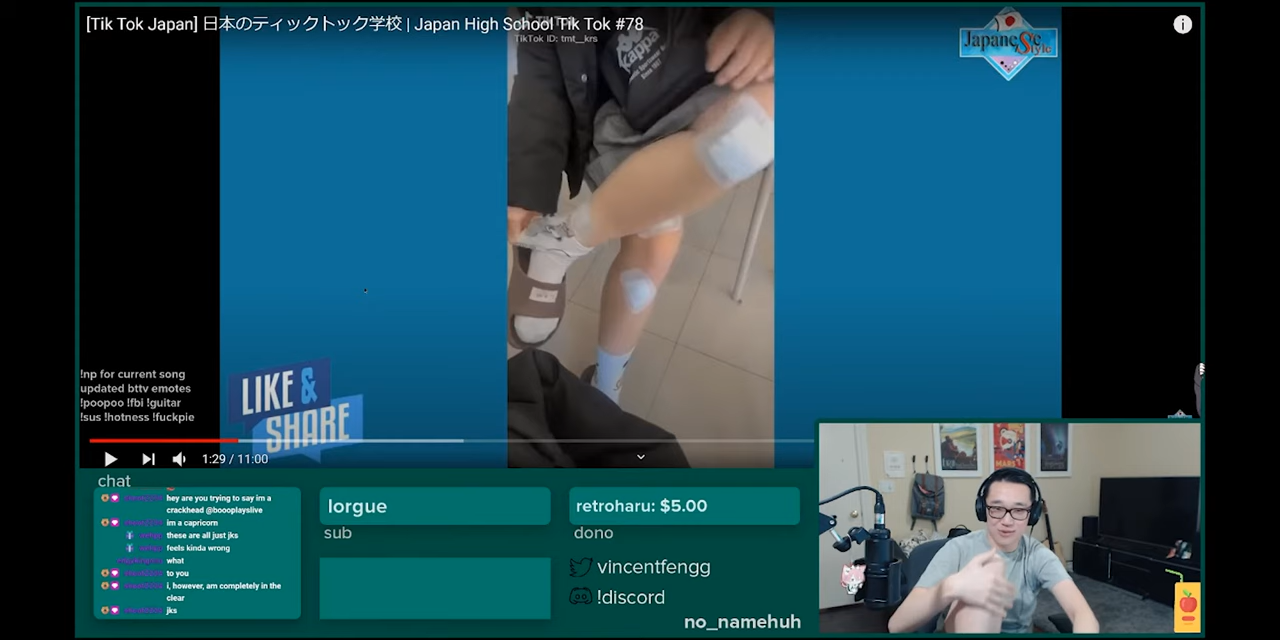 [Tik Tok Japan] 日本のティックトック学校 | Japan High School Tik Tok #78
TikTok ID: tmt__krs
Kappa
JapaneSe
Style
!np for current song
updated bttv emotes
!poopoo !fbi !guitar
!sus !hotness !fuckpie
LIKE &
SHARE
1:29 / 11:00
chat
hey are you trying to say im a
crackhead @boooplayslive
im a capricorn
these are all just jks
feels kinda wrong
what
to you
i, however, am completely in the
clear
jks
lorgue
sub
retroharu: $5.00
dono
vincentfengg
!discord
no_namehuh
MARS